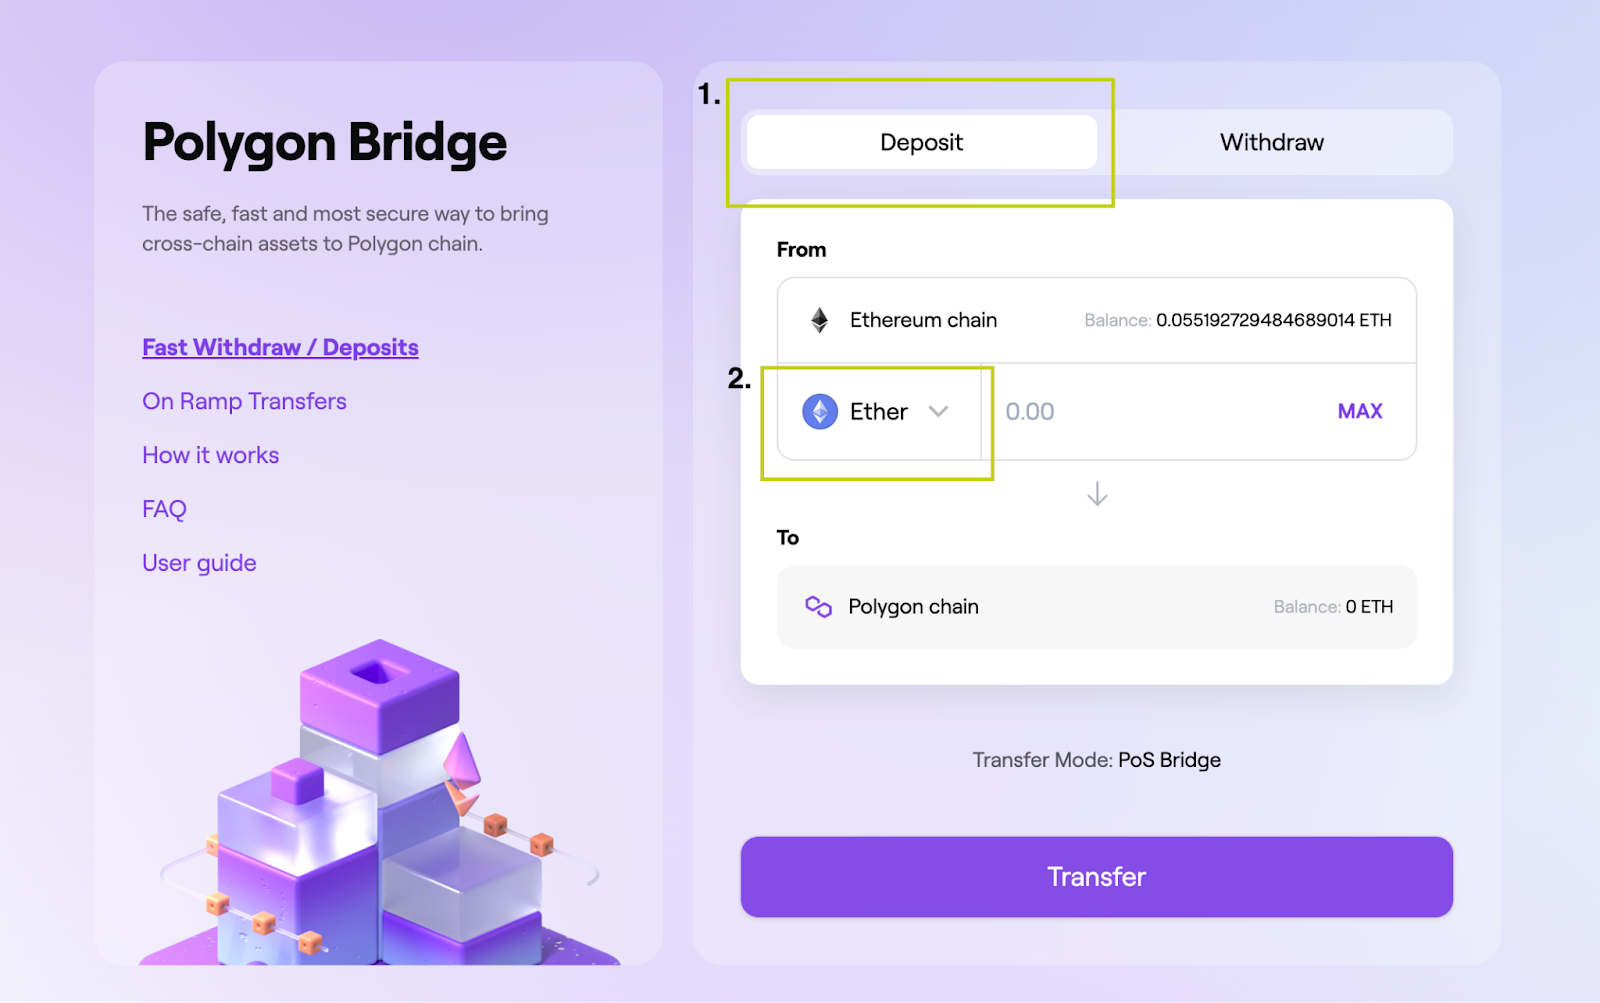 Polygon Bridge
The safe, fast and most secure way to bring
cross-chain assets to Polygon chain.
Fast Withdraw / Deposits
On Ramp Transfers
How it works
FAQ
User guide
1.
Deposit
Withdraw
From
Ethereum chain
Balance: 0.055192729484689014 ETH
2.
Ether
0.00
MAX
To
Polygon chain
Balance: 0 ETH
Transfer Mode: PoS Bridge
Transfer